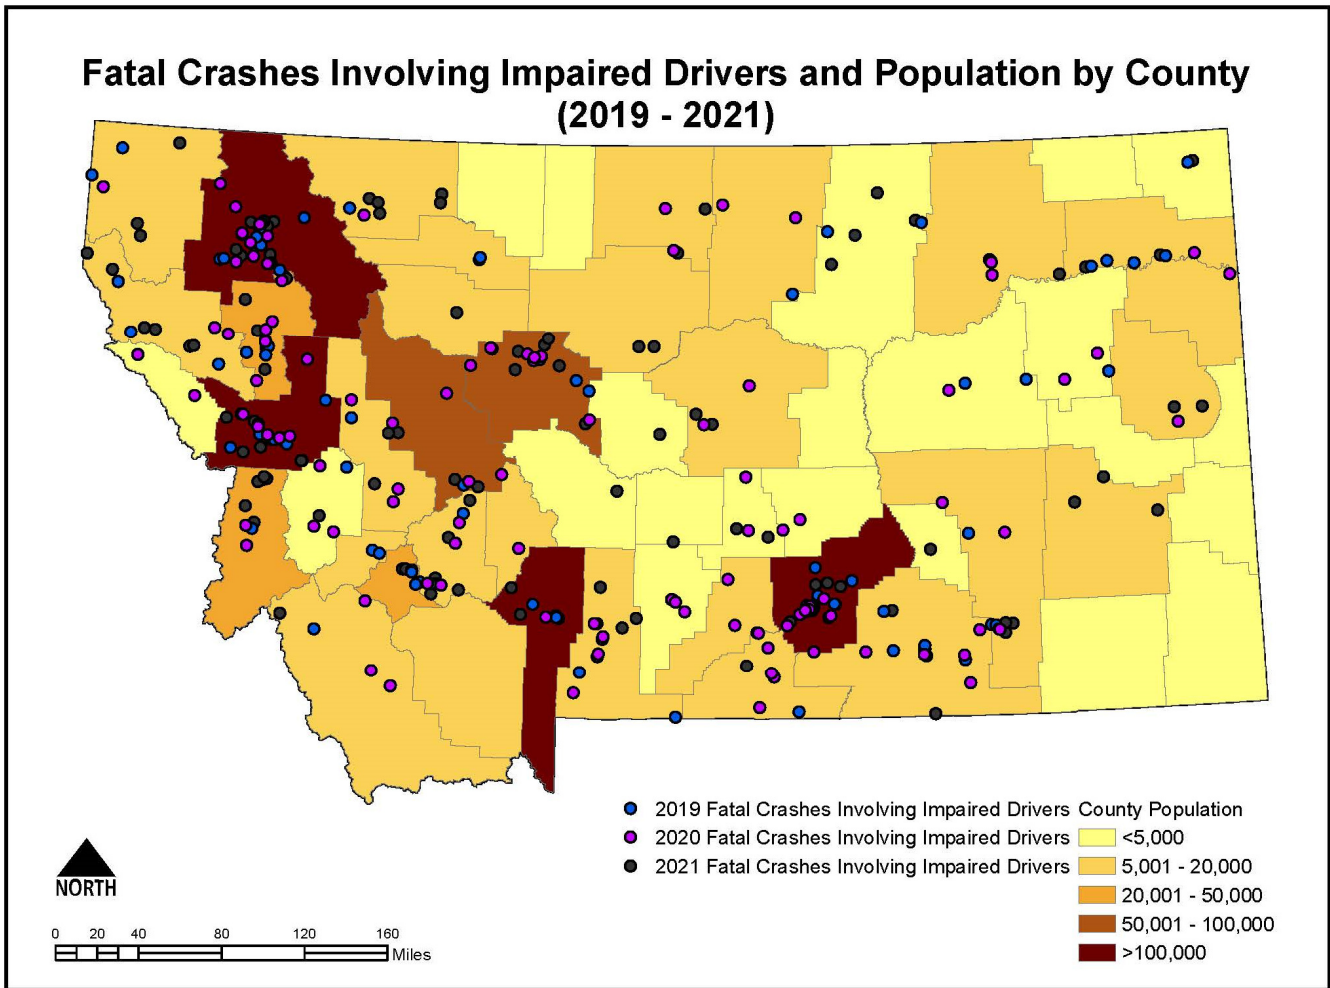 Fatal Crashes Involving Impaired Drivers and Population by County
(2019 - 2021)
2019 Fatal Crashes Involving Impaired Drivers
2020 Fatal Crashes Involving Impaired Drivers
2021 Fatal Crashes Involving Impaired Drivers
County Population
<5,000
5,001 - 20,000
20,001 - 50,000
50,001 - 100,000
>100,000
NORTH
0 20 40 80 120 160
Miles